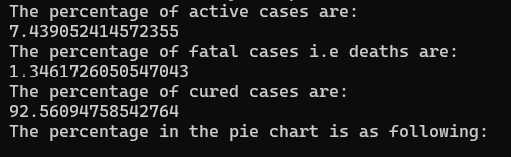 The percentage of active cases are:
7.439052414572355
The percentage of fatal cases i.e deaths are:
1.3461726050547043
The percentage of cured cases are:
92.56094758542764
The percentage in the pie chart is as following: